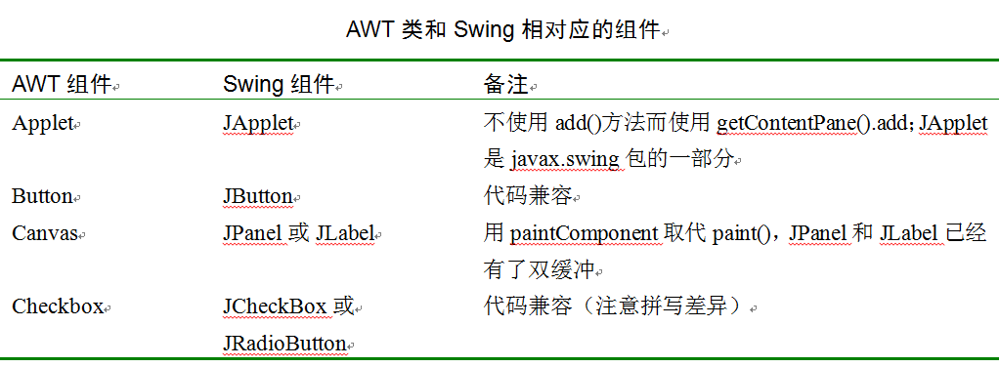 AWT 类和 Swing 相对应的组件
AWT 组件 Swing 组件 备注
Applet JApplet 不使用 add()方法而使用 getContentPane().add；JApplet
是 javax.swing 包的一部分
Button JButton 代码兼容
Canvas JPanel 或 JLabel 用 paintComponent 取代 paint()，JPanel 和 JLabel 已经
有了双缓冲
Checkbox JCheckBox 或 代码兼容（注意拼写差异）
JRadioButton